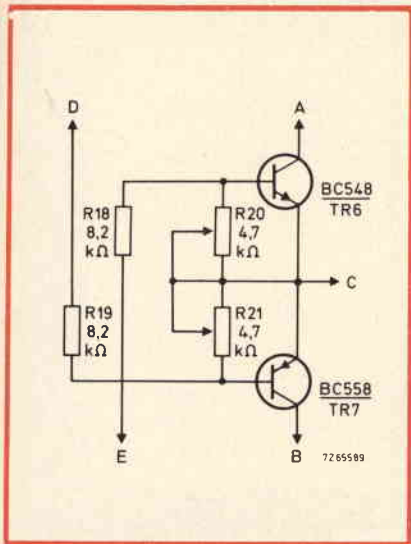 D
A
BC548
TR6
R18
8,2
kΩ
R20
4,7
kΩ
C
R19
8,2
kΩ
R21
4,7
kΩ
BC558
TR7
E
B
7265589